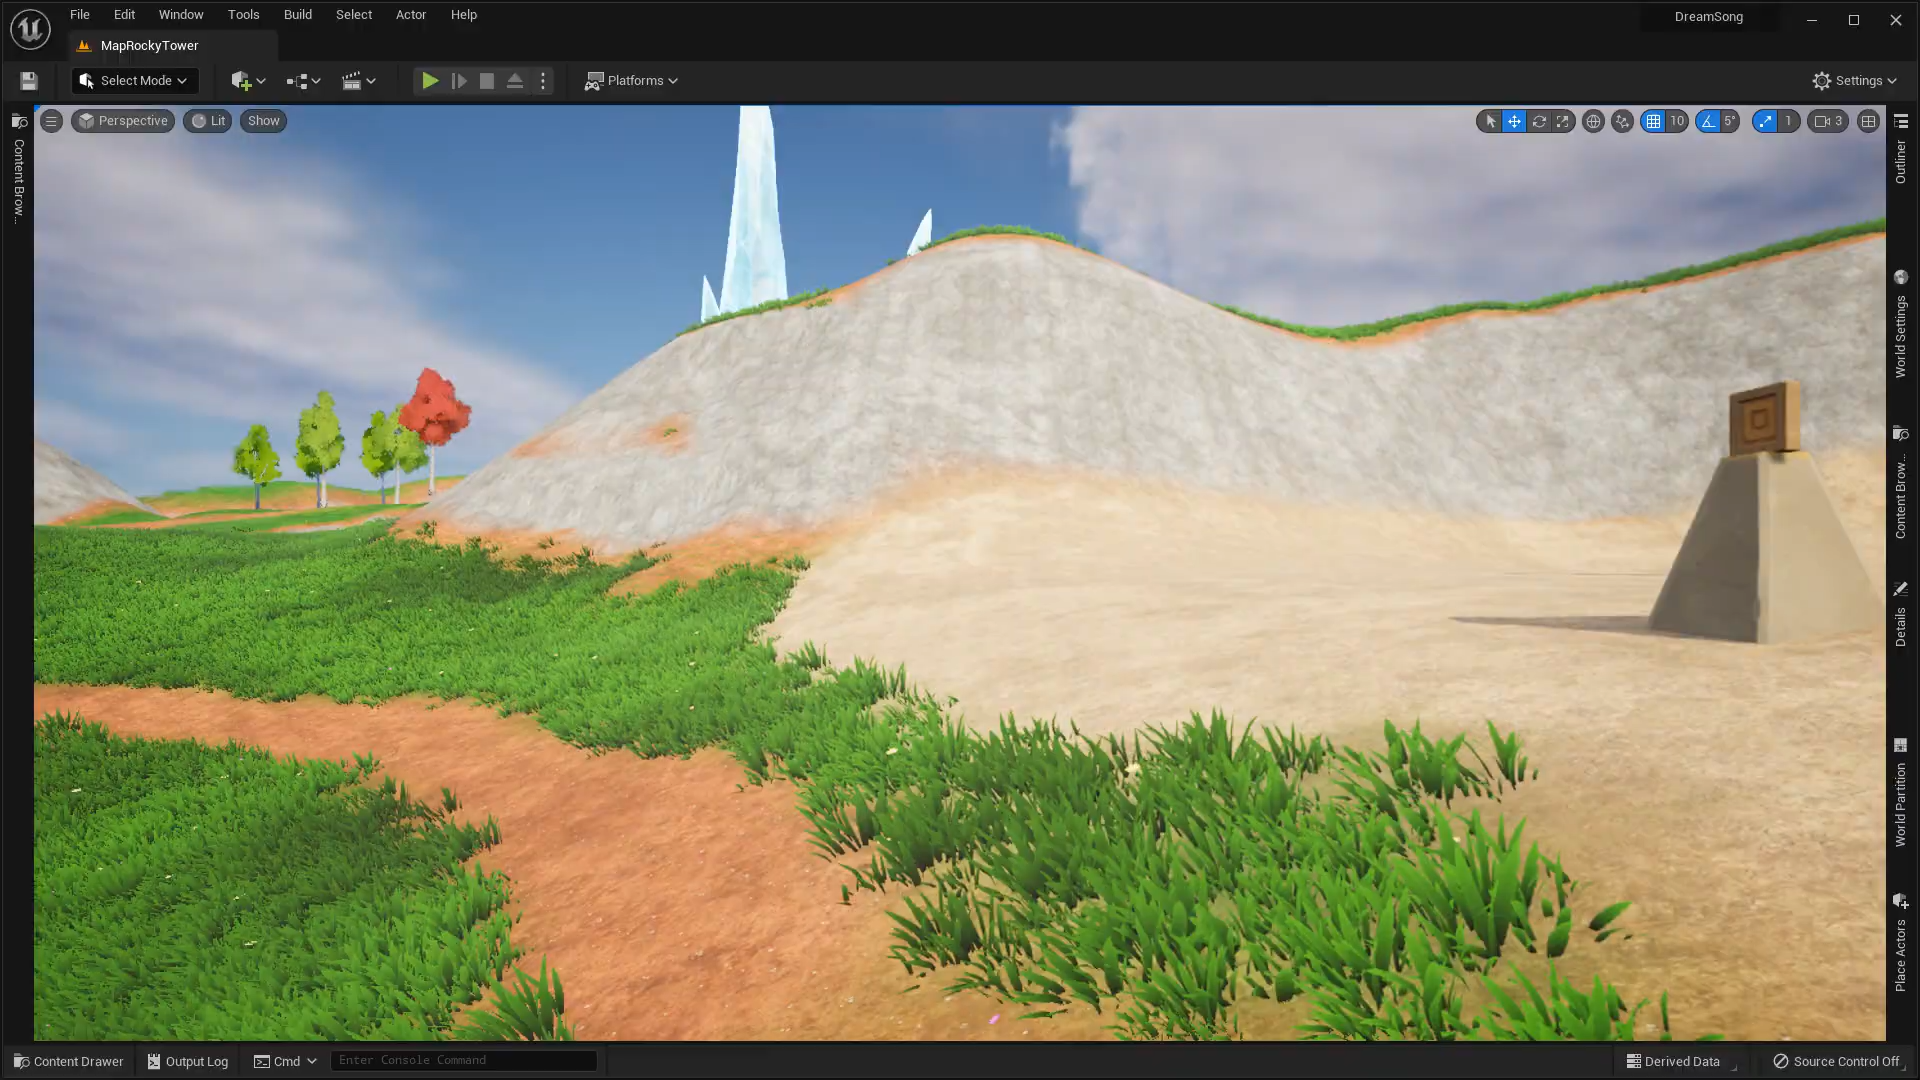 File Edit Window Tools Build Select Actor Help
DreamSong
MapRockyTower
Select Mode
Platforms
Settings
Perspective Lit Show
10 5° 1 3
Content Brow...
Outliner
World Settings
Content Brow...
Details
World Partition
Place Actors
Content Drawer Output Log Cmd Enter Console Command
Derived Data Source Control Off